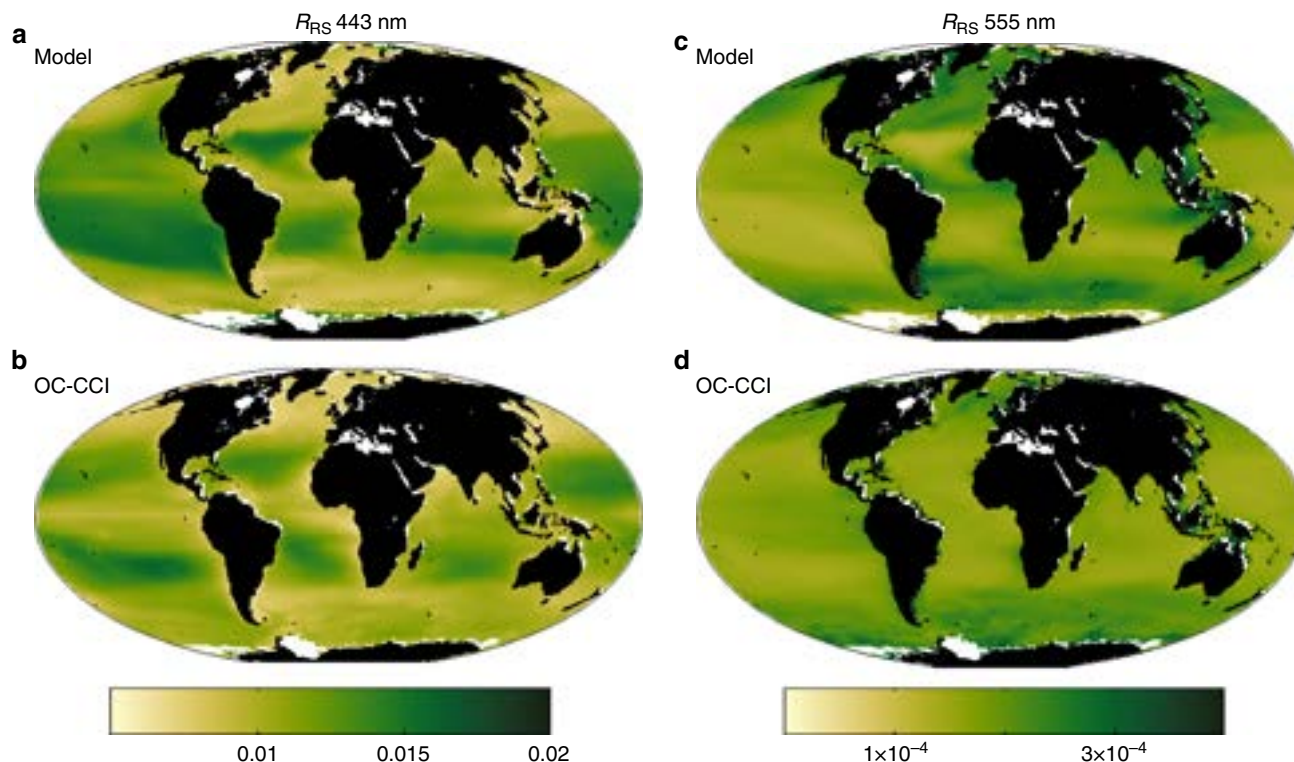 a
R_RS 443 nm
Model
b
OC-CCI
0.01 0.015 0.02
c
R_RS 555 nm
Model
d
OC-CCI
1×10⁻⁴ 3×10⁻⁴